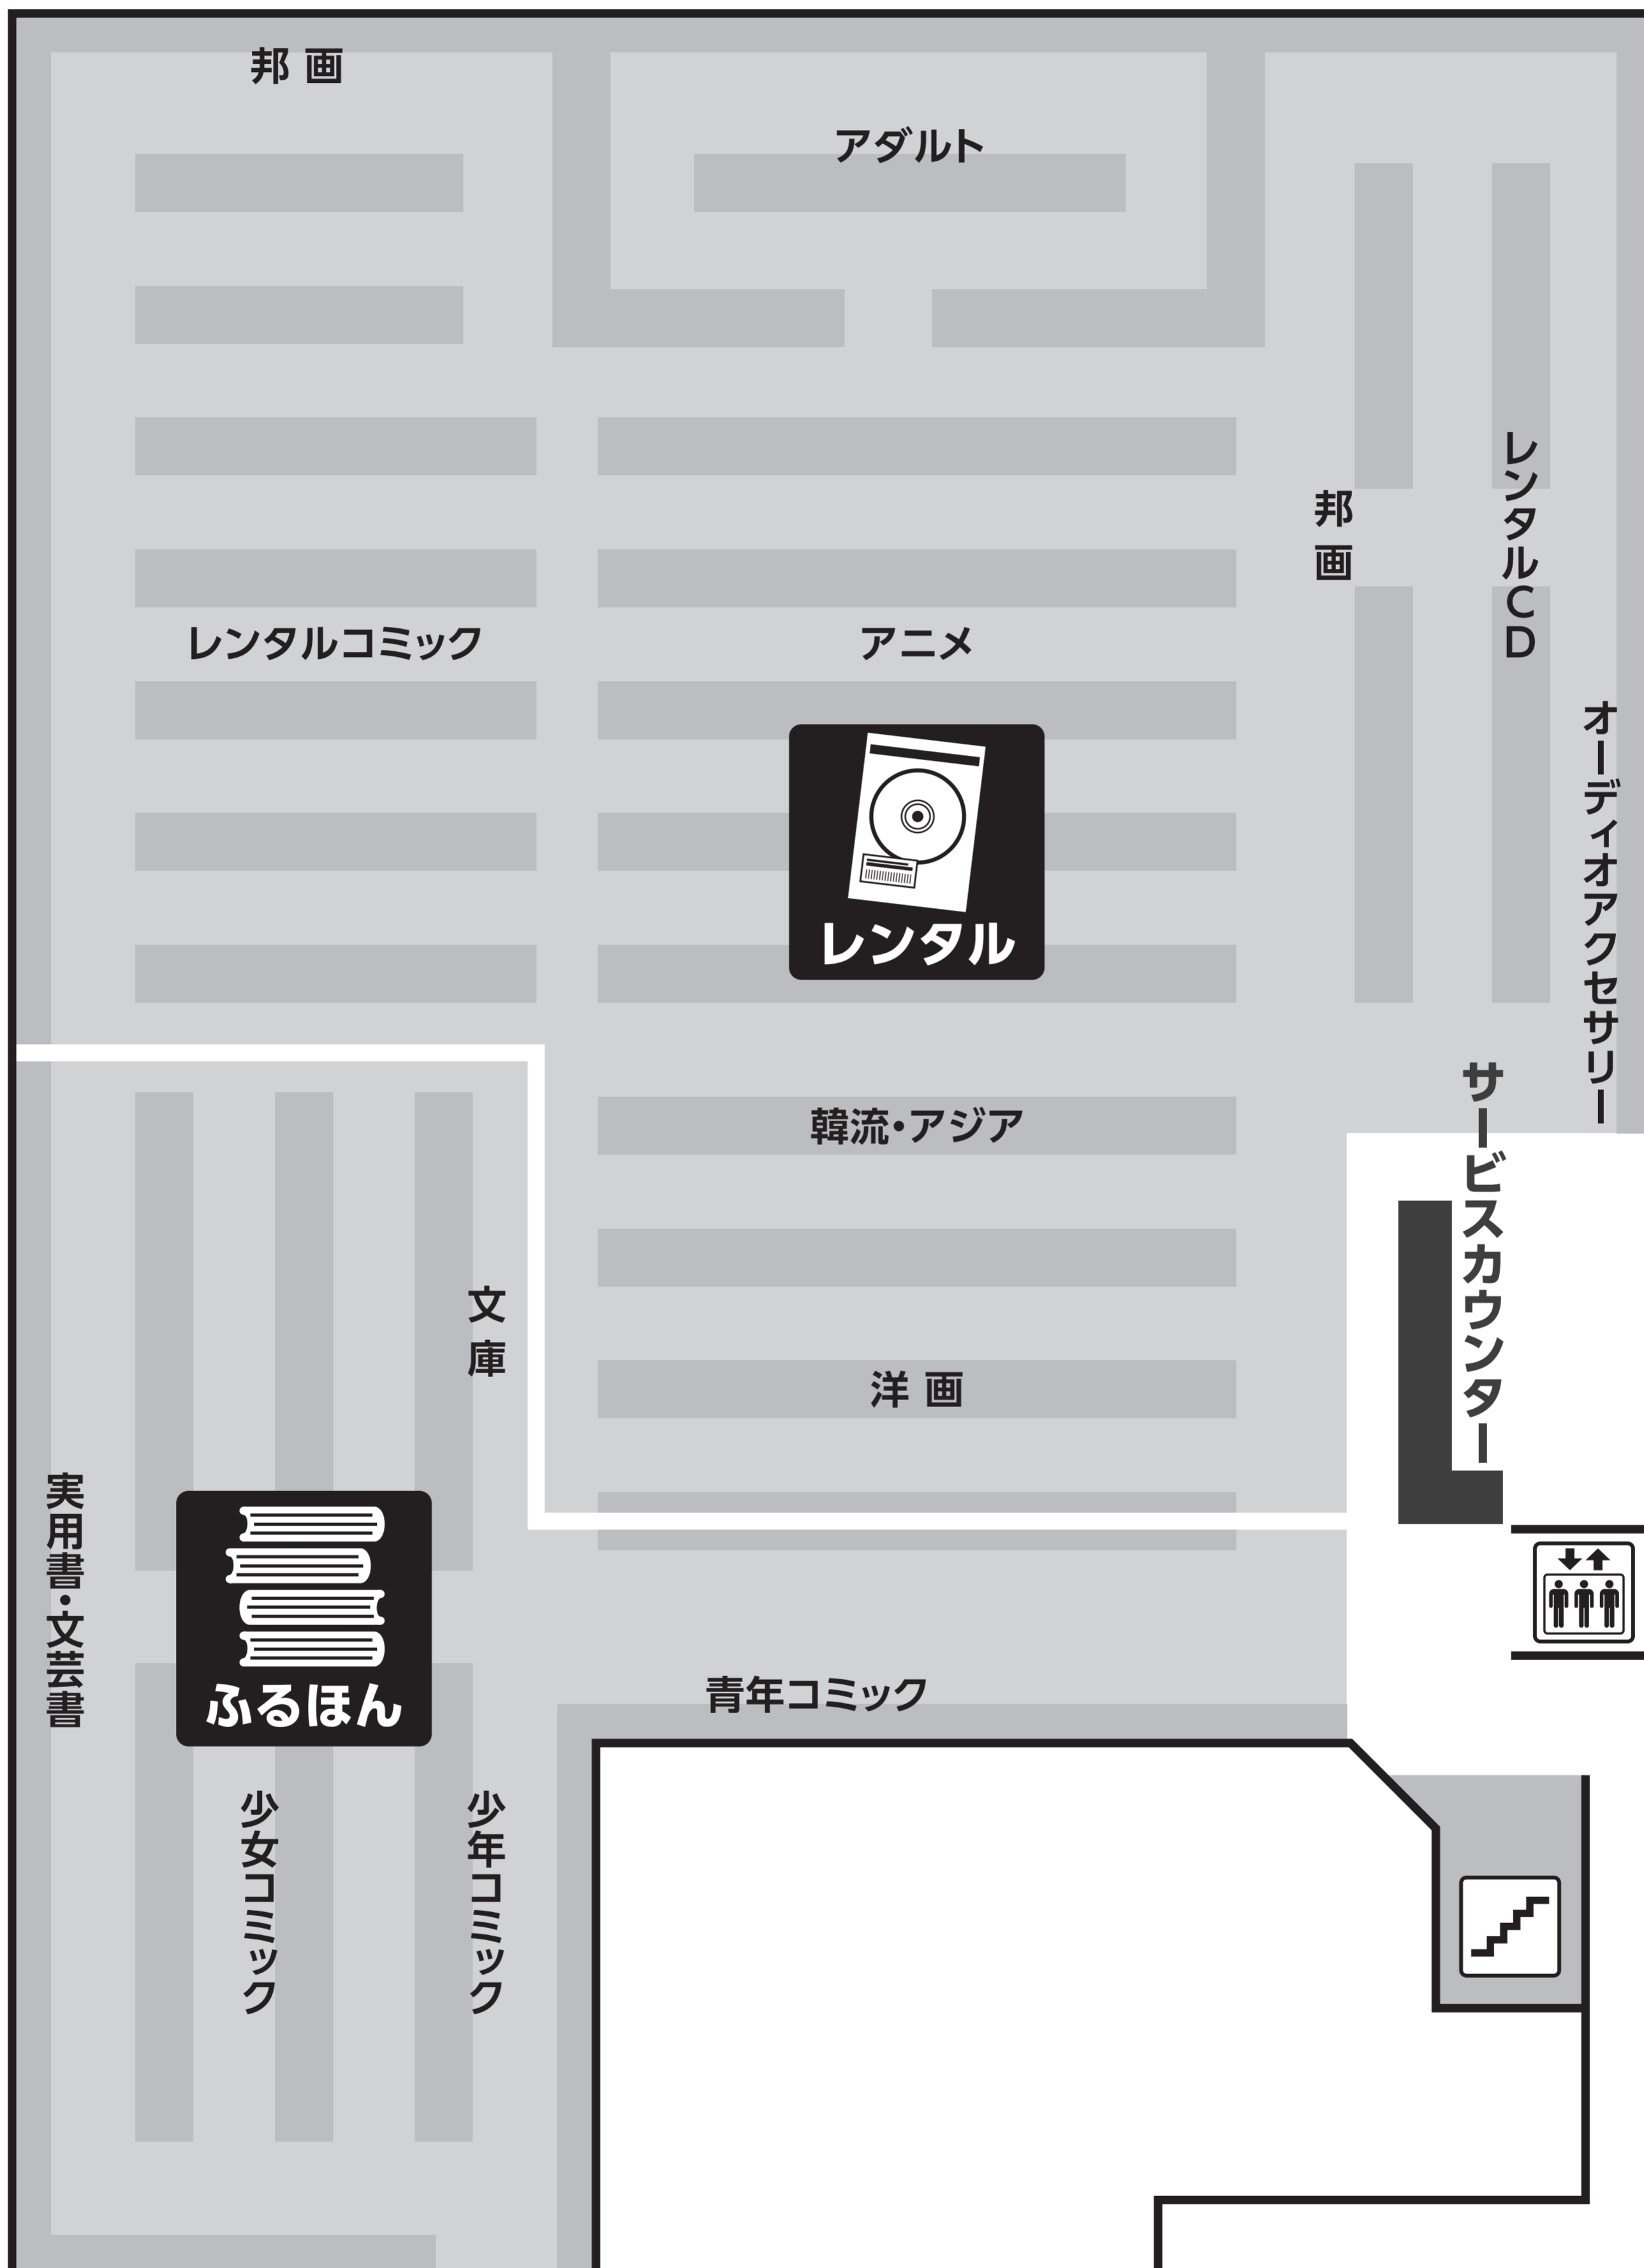 邦画
アダルト
レンタルCD
邦画
レンタルコミック
アニメ
オーディオアクセサリー
レンタル
サービスカウンター
韓流・アジア
文庫
洋画
実用書・文芸書
ふるほん
青年コミック
少女コミック
少年コミック